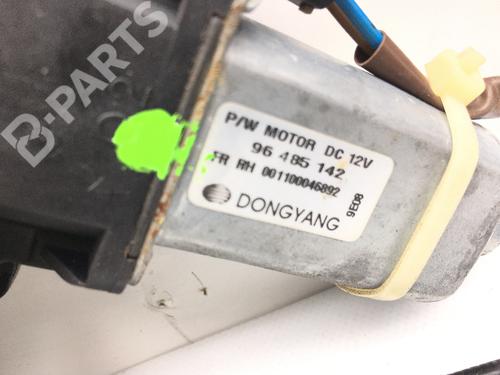 B-PARTS
P/W MOTOR DC 12V
96 485 142
FR RH 001100046892
DONGYANG
9E08